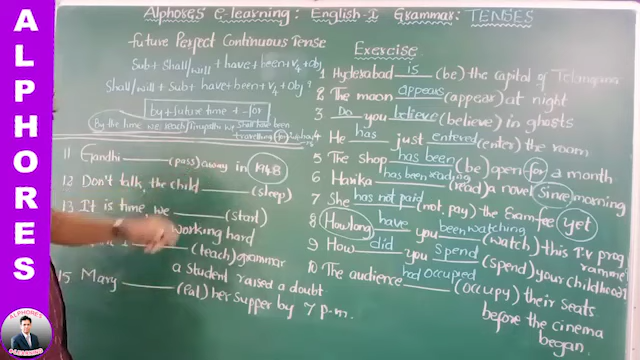 ALPHORES
Alphores' e-learning : English-I Grammar : TENSES
future Perfect Continuous Tense
Sub + Shall/will + have + been + V4 + Obj
Shall/will + Sub + have + been + V4 + Obj?
by + future time + - for
By the time we reach Tirupathi we shall have been
travelling for
11 Gandhi ____ (pass) away in 1948
12 Don't talk, the child ____ (sleep)
13 It is time we ____ (start)
working hard
____ (teach) grammar
a student raised a doubt
15 Mary ____ (eat) her supper by 7 p.m.
Exercise
1 Hyderabad is (be) the capital of Telangana
2 The moon appears (appear) at night
3 Do you believe (believe) in ghosts
4 He has just entered (enter) the room
5 The shop has been (be) open for a month
6 Harika has been reading (read) a novel since morning
7 She has not paid (not, pay) the Exam fee yet
8 How long have you been watching (watch) this T.V prog
ramme?
9 How did you spend (spend) your childhood?
10 The audience had occupied (occupy) their seats
before the cinema
began
ALPHORES